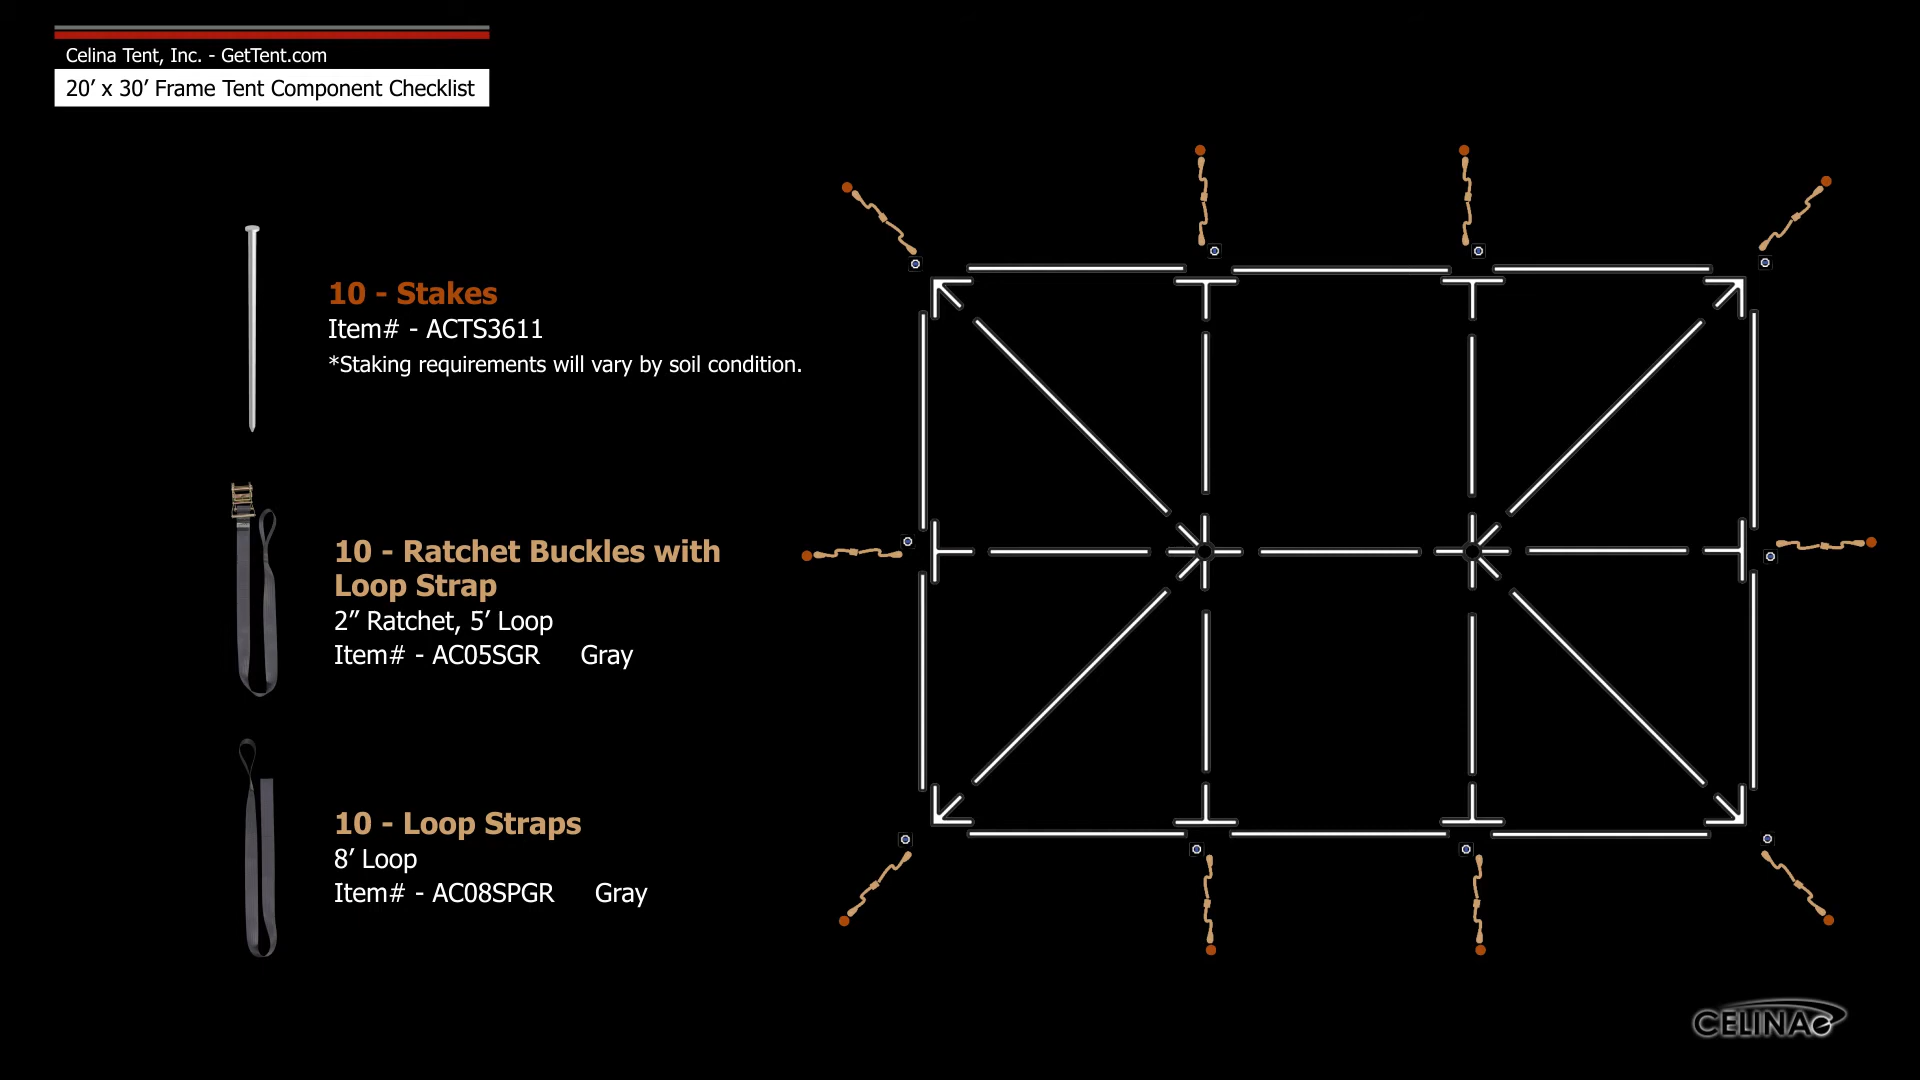 Celina Tent, Inc. - GetTent.com
20’ x 30’ Frame Tent Component Checklist
10 - Stakes
Item# - ACTS3611
*Staking requirements will vary by soil condition.
10 - Ratchet Buckles with
Loop Strap
2” Ratchet, 5’ Loop
Item# - AC05SGR Gray
10 - Loop Straps
8’ Loop
Item# - AC08SPGR Gray
CELINA